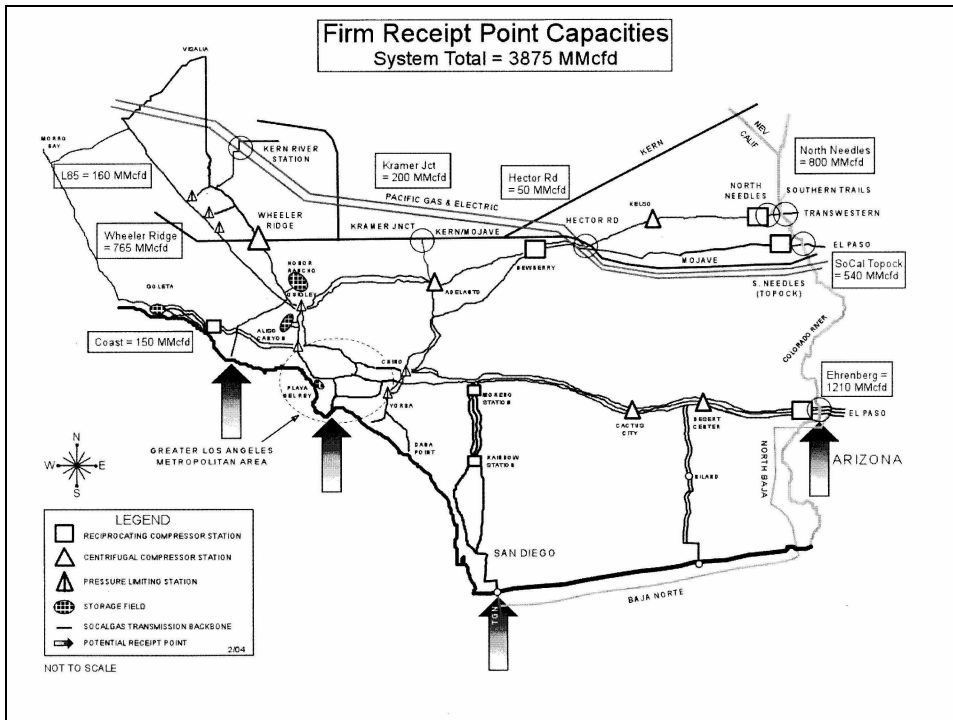 Firm Receipt Point Capacities
System Total = 3875 MMcfd
VISALIA
MORRO
BAY
KERN RIVER
STATION
L85 = 160 MMcfd
Kramer Jct
= 200 MMcfd
Hector Rd
= 50 MMcfd
KERN
NEV
CALIF
North Needles
= 800 MMcfd
PACIFIC GAS & ELECTRIC
NORTH
NEEDLES
SOUTHERN TRAILS
TRANSWESTERN
KELSO
HECTOR RD
WHEELER
RIDGE
Wheeler Ridge
= 765 MMcfd
KRAMER JNCT
KERN/MOJAVE
NEWBERRY
MOJAVE
EL PASO
SoCal Topock
= 540 MMcfd
S. NEEDLES
(TOPOCK)
HONOR
RANCHO
QUIGLEY
ADELANTO
GOLETA
ALISO
CANYON
COLORADO RIVER
Coast = 150 MMcfd
CHINO
Ehrenberg =
1210 MMcfd
PLAYA
DEL REY
YORBA
MORENO
STATION
CACTUS
CITY
DESERT
CENTER
EL PASO
GREATER LOS ANGELES
METROPOLITAN AREA
DANA
POINT
RAINBOW
STATION
NILAND
NORTH BAJA
ARIZONA
N
W
E
S
LEGEND
RECIPROCATING COMPRESSOR STATION
CENTRIFUGAL COMPRESSOR STATION
PRESSURE LIMITING STATION
STORAGE FIELD
SOCALGAS TRANSMISSION BACKBONE
POTENTIAL RECEIPT POINT
2/04
SAN DIEGO
BAJA NORTE
TGN
NOT TO SCALE